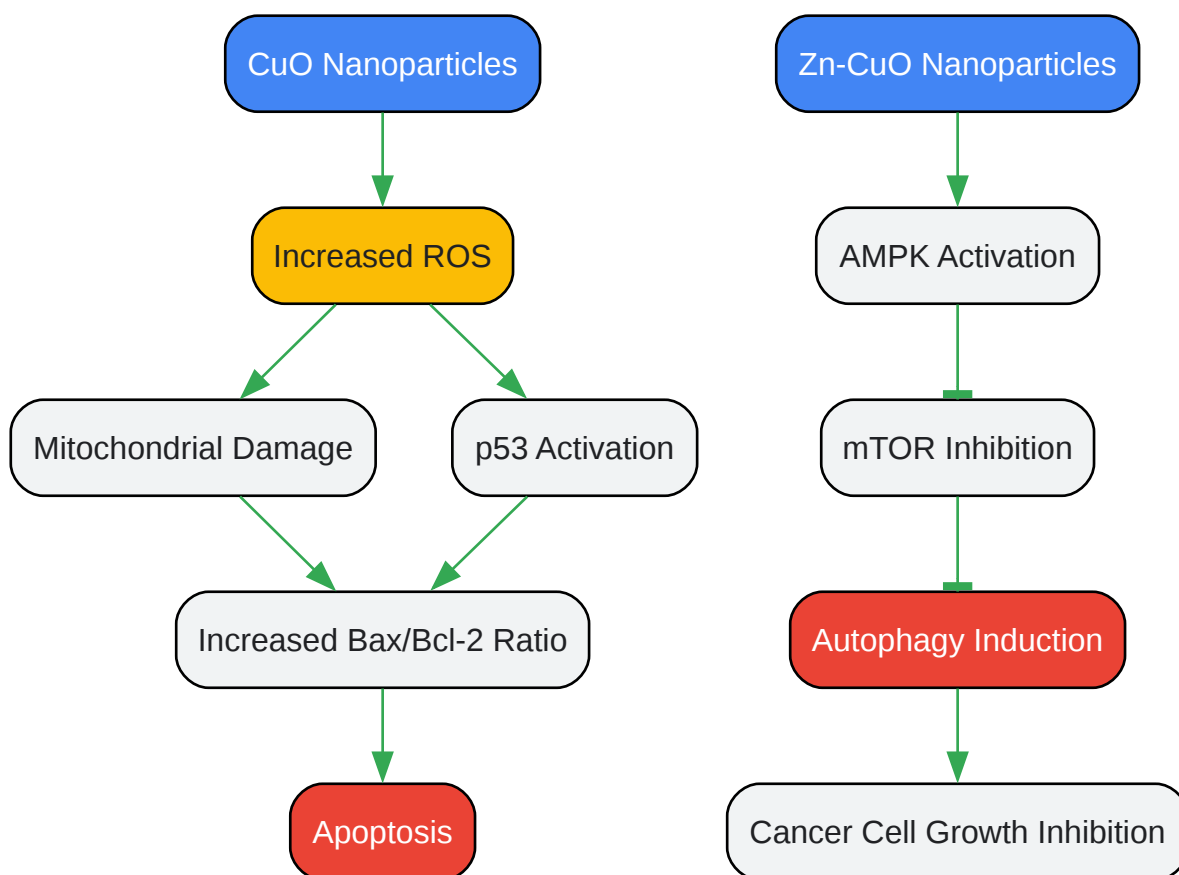 CuO Nanoparticles
Zn-CuO Nanoparticles
Increased ROS
AMPK Activation
Mitochondrial Damage
p53 Activation
mTOR Inhibition
Increased Bax/Bcl-2 Ratio
Autophagy Induction
Apoptosis
Cancer Cell Growth Inhibition